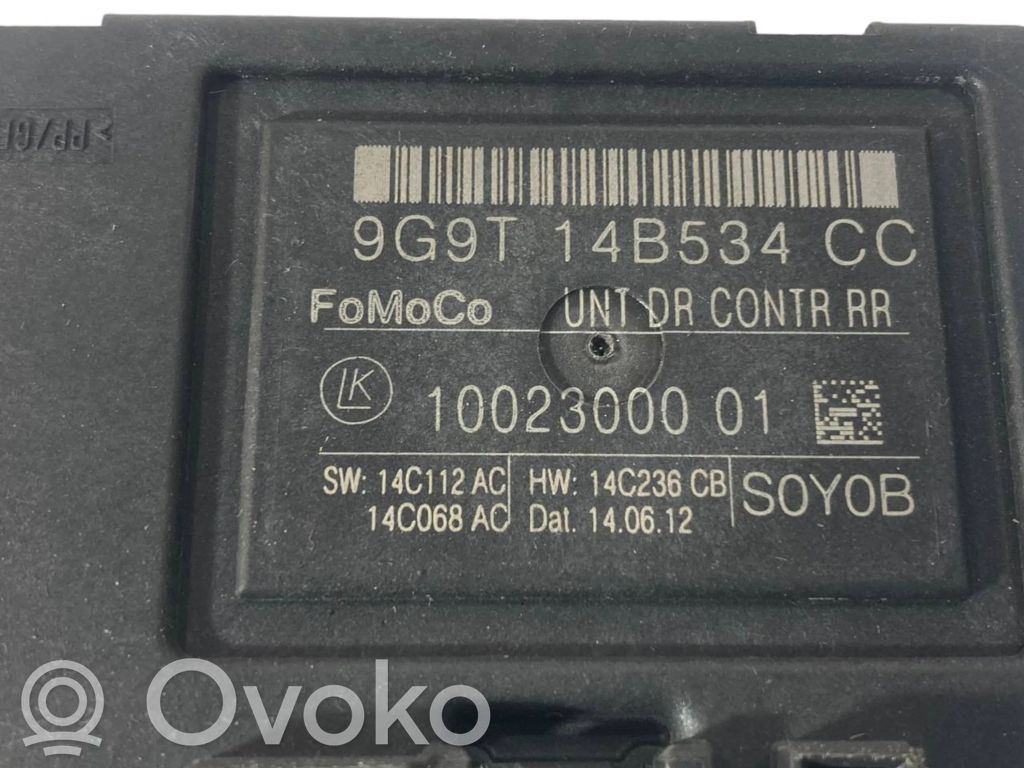 9G9T 14B534 CC
FoMoCo UNT DR CONTR RR
LK 10023000 01
SW: 14C112 AC HW: 14C236 CB S0Y0B
14C068 AC Dat. 14.06.12
Ovoko